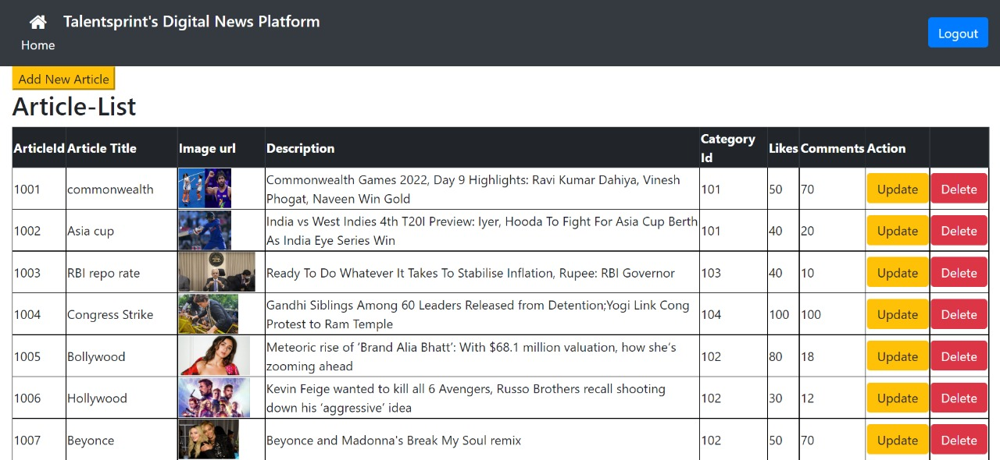 Talentsprint's Digital News Platform
Home
Logout
Add New Article
Article-List
ArticleId Article Title Image url Description Category Id Likes Comments Action
1001 commonwealth Commonwealth Games 2022, Day 9 Highlights: Ravi Kumar Dahiya, Vinesh
Phogat, Naveen Win Gold 101 50 70 Update Delete
1002 Asia cup India vs West Indies 4th T20I Preview: Iyer, Hooda To Fight For Asia Cup Berth
As India Eye Series Win 101 40 20 Update Delete
1003 RBI repo rate Ready To Do Whatever It Takes To Stabilise Inflation, Rupee: RBI Governor 103 40 10 Update Delete
1004 Congress Strike Gandhi Siblings Among 60 Leaders Released from Detention;Yogi Link Cong
Protest to Ram Temple 104 100 100 Update Delete
1005 Bollywood Meteoric rise of ‘Brand Alia Bhatt’: With $68.1 million valuation, how she’s
zooming ahead 102 80 18 Update Delete
1006 Hollywood Kevin Feige wanted to kill all 6 Avengers, Russo Brothers recall shooting
down his ‘aggressive’ idea 102 30 12 Update Delete
1007 Beyonce Beyonce and Madonna's Break My Soul remix 102 50 70 Update Delete